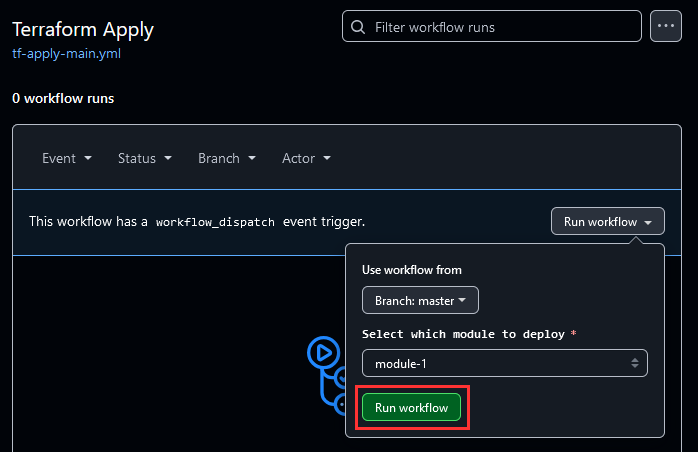 Terraform Apply
Filter workflow runs
tf-apply-main.yml
0 workflow runs
Event Status Branch Actor
This workflow has a workflow_dispatch event trigger.
Run workflow
Use workflow from
Branch: master
Select which module to deploy *
module-1
Run workflow